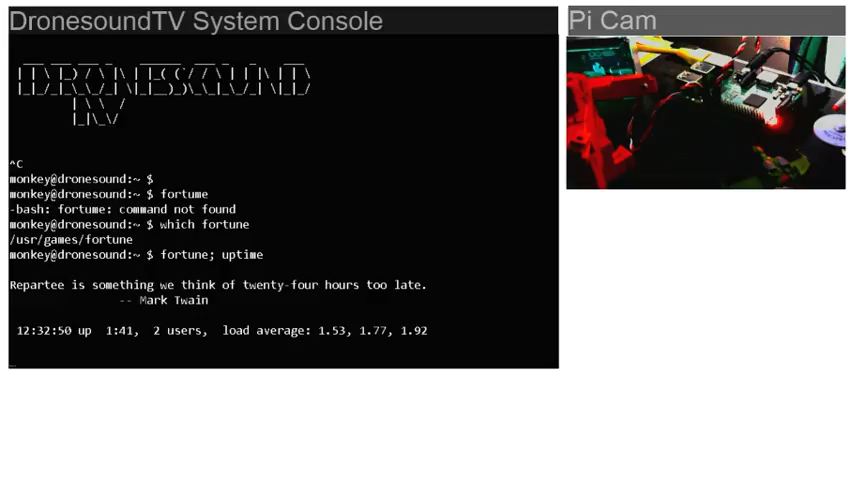 DronesoundTV System Console
Pi Cam
^C
monkey@dronesound:~ $
monkey@dronesound:~ $ fortume
-bash: fortume: command not found
monkey@dronesound:~ $ which fortune
/usr/games/fortune
monkey@dronesound:~ $ fortune; uptime
Repartee is something we think of twenty-four hours too late.
-- Mark Twain
12:32:50 up 1:41, 2 users, load average: 1.53, 1.77, 1.92